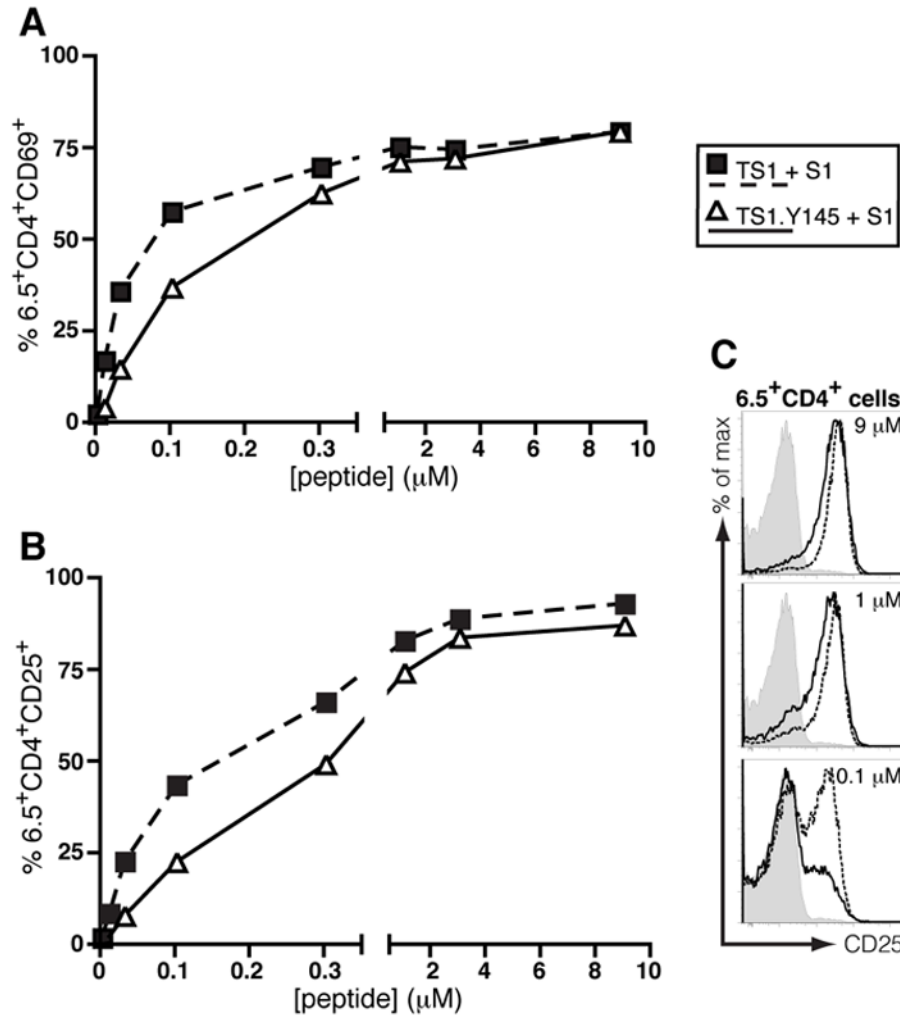 A
100
75
50
25
0
% 6.5+CD4+CD69+
0 0.1 0.2 0.3 2 4 6 8 10
[peptide] (μM)
TS1 + S1
TS1.Y145 + S1
B
100
75
50
25
0
% 6.5+CD4+CD25+
0 0.1 0.2 0.3 2 4 6 8 10
[peptide] (μM)
C
6.5+CD4+ cells
% of max
9 μM
1 μM
0.1 μM
CD25